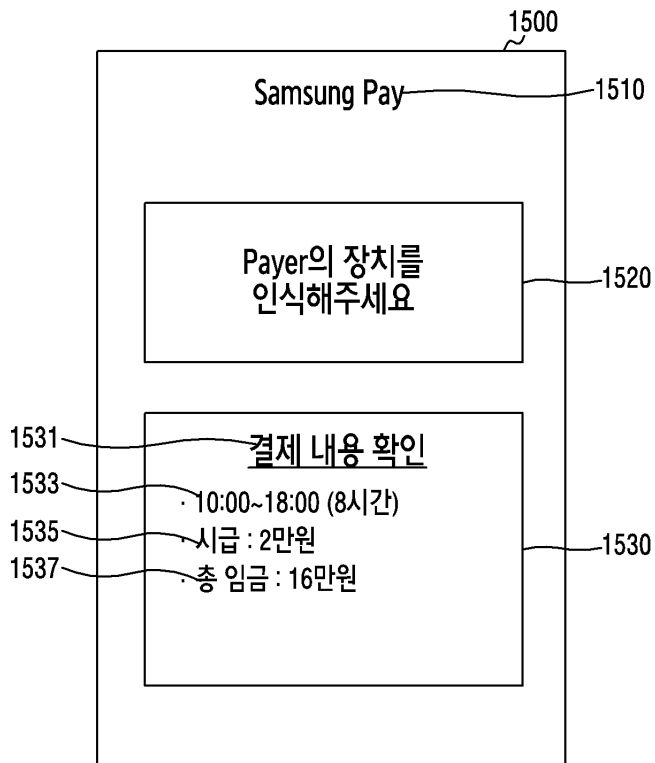 1500
Samsung Pay 1510
Payer의 장치를
인식해주세요
1520
1531 결제 내용 확인
1533 · 10:00~18:00 (8시간)
1535 · 시급 : 2만원 1530
1537 · 총 임금 : 16만원